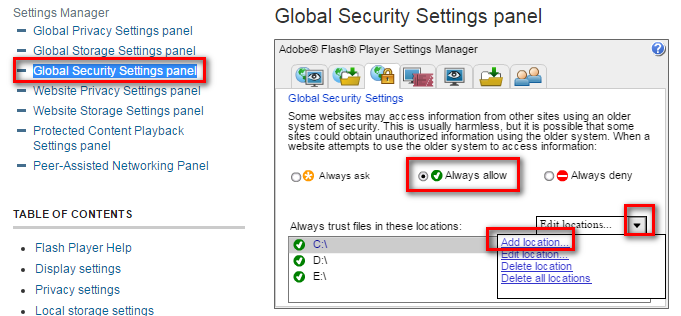 Settings Manager
Global Privacy Settings panel
Global Storage Settings panel
Global Security Settings panel
Website Privacy Settings panel
Website Storage Settings panel
Protected Content Playback
Settings panel
Peer-Assisted Networking Panel
TABLE OF CONTENTS
Flash Player Help
Display settings
Privacy settings
Local storage settings
Global Security Settings panel
Adobe® Flash® Player Settings Manager
?
Global Security Settings
Some websites may access information from other sites using an older
system of security. This is usually harmless, but it is possible that some
sites could obtain unauthorized information using the older system. When a
website attempts to use the older system to access information:
Always ask
Always allow
Always deny
Always trust files in these locations:
Edit locations...
C:\
D:\
E:\
Add location...
Edit location...
Delete location
Delete all locations